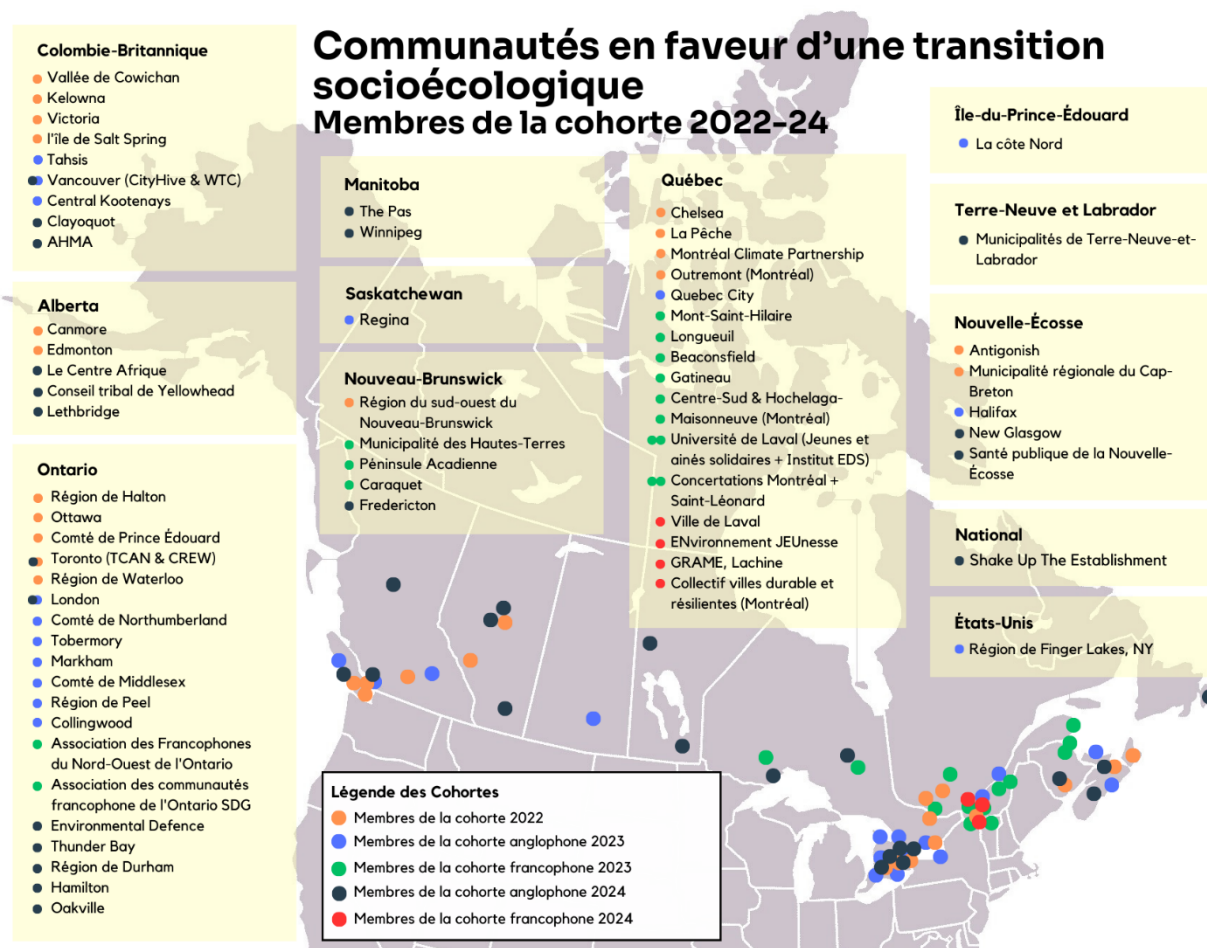 Communautés en faveur d’une transition
socioécologique
Membres de la cohorte 2022-24
Colombie-Britannique
Vallée de Cowichan
Kelowna
Victoria
l'île de Salt Spring
Tahsis
Vancouver (CityHive & WTC)
Central Kootenays
Clayoquot
AHMA
Alberta
Canmore
Edmonton
Le Centre Afrique
Conseil tribal de Yellowhead
Lethbridge
Ontario
Région de Halton
Ottawa
Comté de Prince Édouard
Toronto (TCAN & CREW)
Région de Waterloo
London
Comté de Northumberland
Tobermory
Markham
Comté de Middlesex
Région de Peel
Collingwood
Association des Francophones
du Nord-Ouest de l'Ontario
Association des communautés
francophone de l'Ontario SDG
Environmental Defence
Thunder Bay
Région de Durham
Hamilton
Oakville
Manitoba
The Pas
Winnipeg
Saskatchewan
Regina
Nouveau-Brunswick
Région du sud-ouest du
Nouveau-Brunswick
Municipalité des Hautes-Terres
Péninsule Acadienne
Caraquet
Fredericton
Québec
Chelsea
La Pêche
Montréal Climate Partnership
Outremont (Montréal)
Quebec City
Mont-Saint-Hilaire
Longueuil
Beaconsfield
Gatineau
Centre-Sud & Hochelaga-
Maisonneuve (Montréal)
Université de Laval (Jeunes et
ainés solidaires + Institut EDS)
Concertations Montréal +
Saint-Léonard
Ville de Laval
ENvironnement JEUnesse
GRAME, Lachine
Collectif villes durable et
résilientes (Montréal)
Île-du-Prince-Édouard
La côte Nord
Terre-Neuve et Labrador
Municipalités de Terre-Neuve-et-
Labrador
Nouvelle-Écosse
Antigonish
Municipalité régionale du Cap-
Breton
Halifax
New Glasgow
Santé publique de la Nouvelle-
Écosse
National
Shake Up The Establishment
États-Unis
Région de Finger Lakes, NY
Légende des Cohortes
Membres de la cohorte 2022
Membres de la cohorte anglophone 2023
Membres de la cohorte francophone 2023
Membres de la cohorte anglophone 2024
Membres de la cohorte francophone 2024